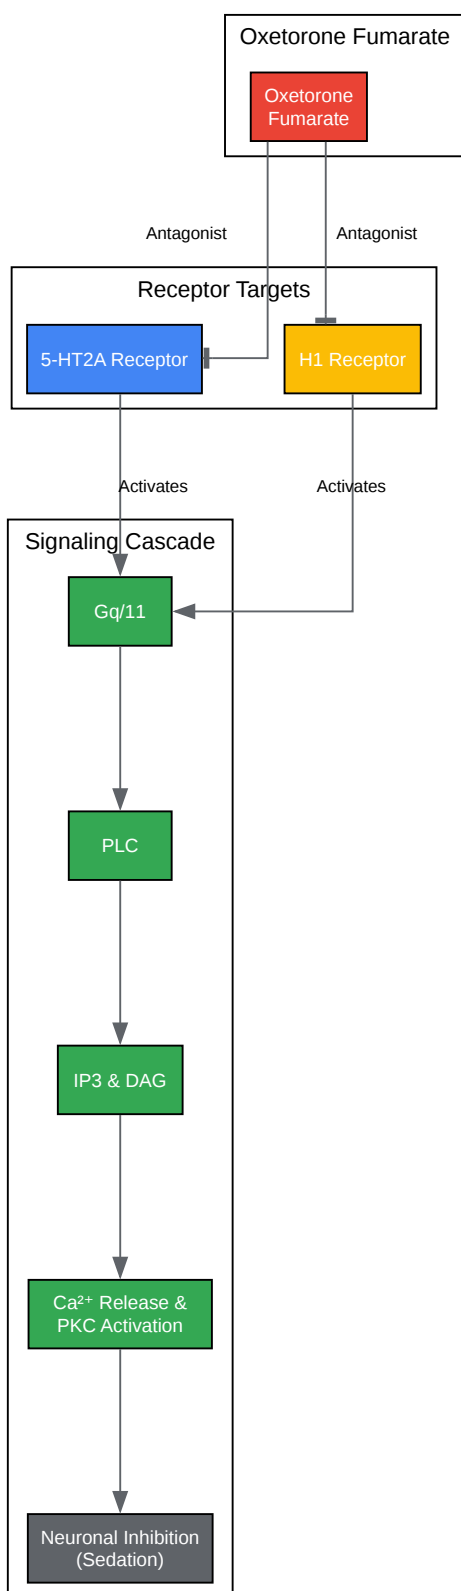 Oxetorone Fumarate
Oxetorone
Fumarate
Antagonist
Antagonist
Receptor Targets
5-HT2A Receptor
H1 Receptor
Activates
Activates
Signaling Cascade
Gq/11
PLC
IP3 & DAG
Ca²⁺ Release &
PKC Activation
Neuronal Inhibition
(Sedation)